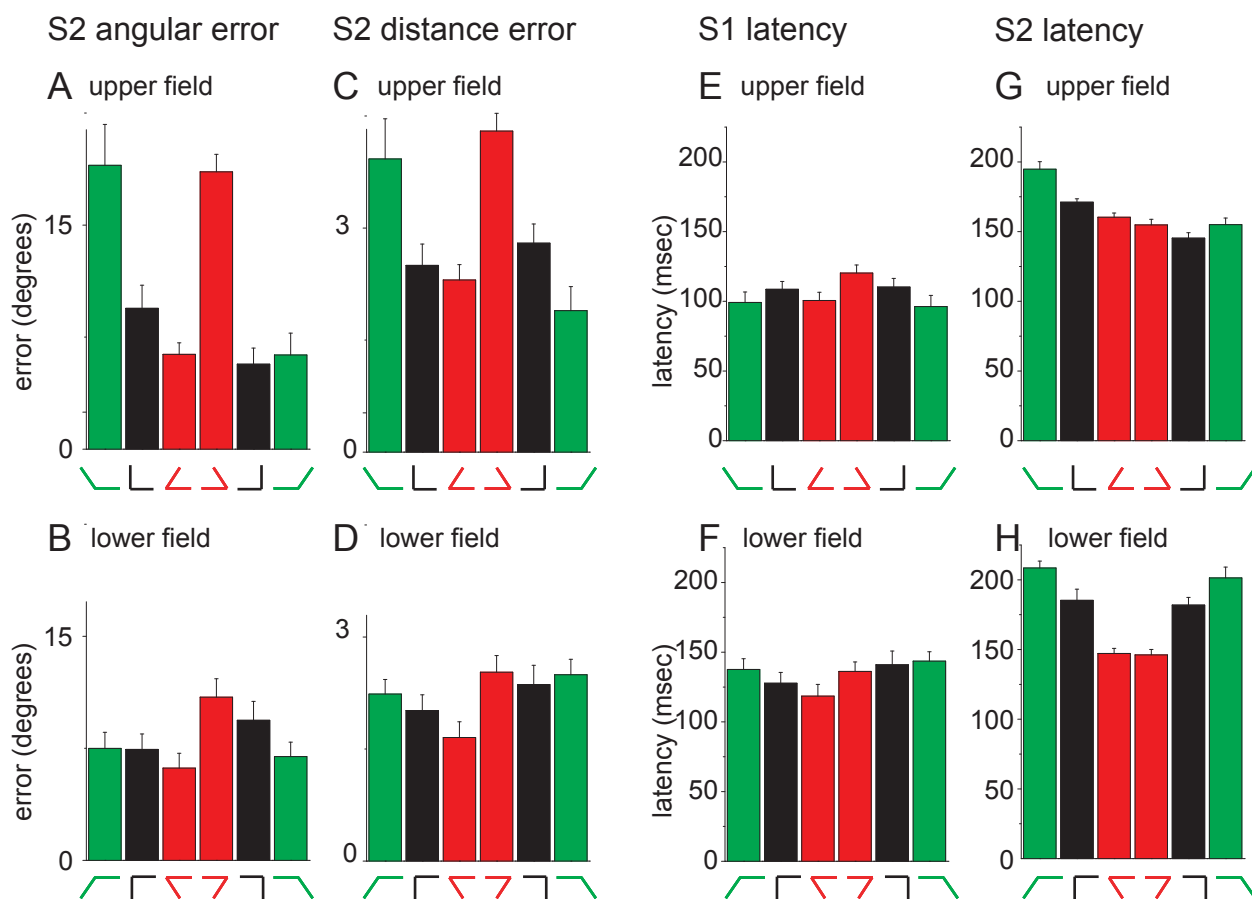 S2 angular error
S2 distance error
S1 latency
S2 latency
A upper field
C upper field
E upper field
G upper field
error (degrees)
15
0
3
0
latency (msec)
200
150
100
50
0
200
150
100
50
0
B lower field
D lower field
F lower field
H lower field
error (degrees)
15
0
3
0
latency (msec)
200
150
100
50
0
200
150
100
50
0